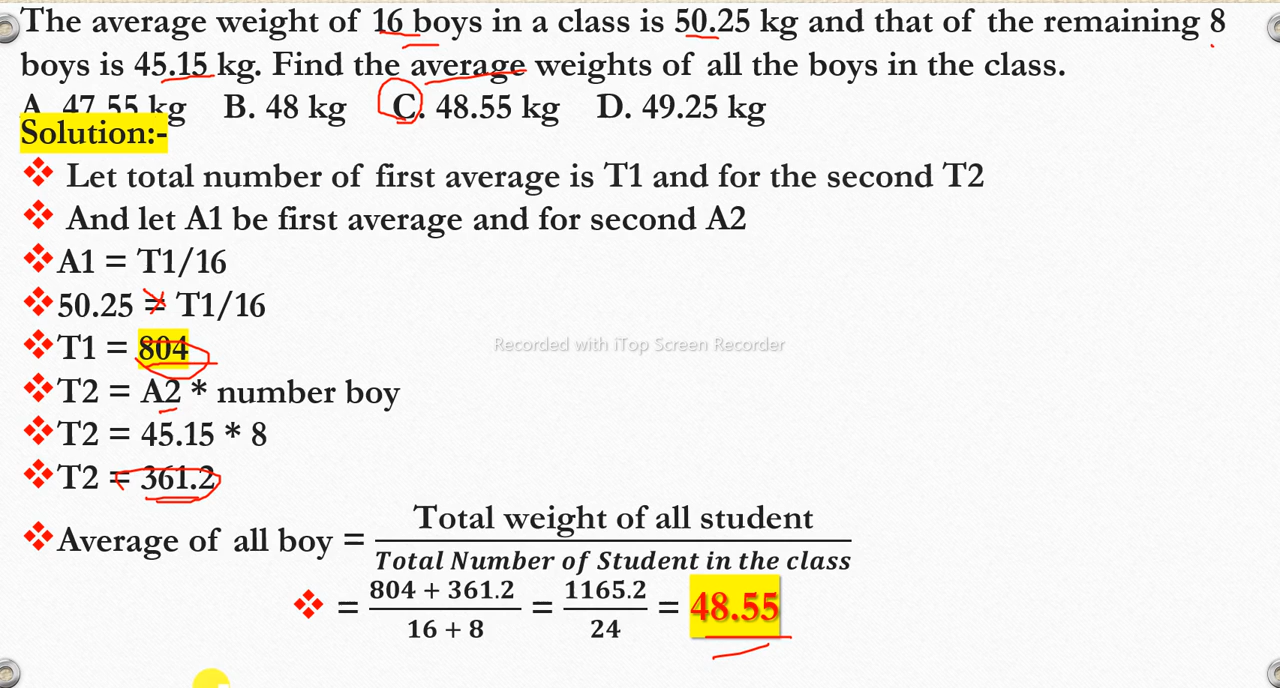 The average weight of 16 boys in a class is 50.25 kg and that of the remaining 8
boys is 45.15 kg. Find the average weights of all the boys in the class.
A. 47.55 kg B. 48 kg C. 48.55 kg D. 49.25 kg
Solution:-
Let total number of first average is T1 and for the second T2
And let A1 be first average and for second A2
A1 = T1/16
50.25 = T1/16
Recorded with iTop Screen Recorder
T1 = 804
T2 = A2 * number boy
T2 = 45.15 * 8
T2 = 361.2
Average of all boy = Total weight of all student / Total Number of Student in the class
= 804 + 361.2 / 16 + 8 = 1165.2 / 24 = 48.55